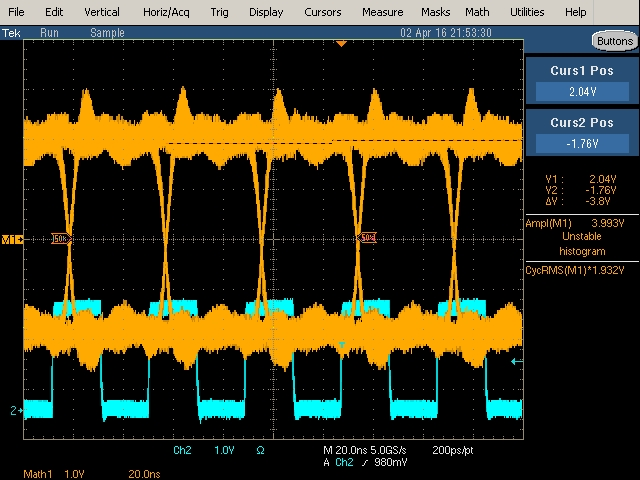 File Edit Vertical Horiz/Acq Trig Display Cursors Measure Masks Math Utilities Help
Tek Run Sample 02 Apr 16 21:53:30
Buttons
Curs1 Pos
2.04V
Curs2 Pos
-1.76V
V1 : 2.04V
V2 : -1.76V
ΔV : -3.8V
Ampl(M1) 3.993V
Unstable
histogram
CycRMS(M1)*1.932V
M1
50%
50%
2
Ch2 1.0V Ω M 20.0ns 5.0GS/s 200ps/pt
A Ch2 ∕ 980mV
Math1 1.0V 20.0ns